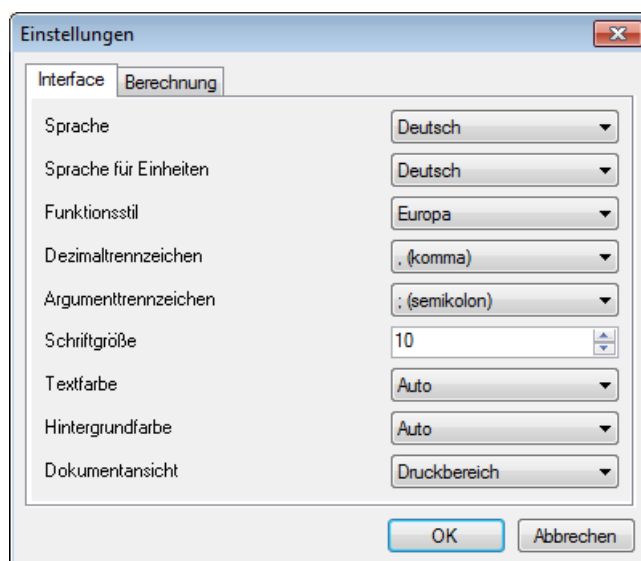 Einstellungen
Interface Berechnung
Sprache Deutsch
Sprache für Einheiten Deutsch
Funktionsstil Europa
Dezimaltrennzeichen , (komma)
Argumenttrennzeichen ; (semikolon)
Schriftgröße 10
Textfarbe Auto
Hintergrundfarbe Auto
Dokumentansicht Druckbereich
OK Abbrechen